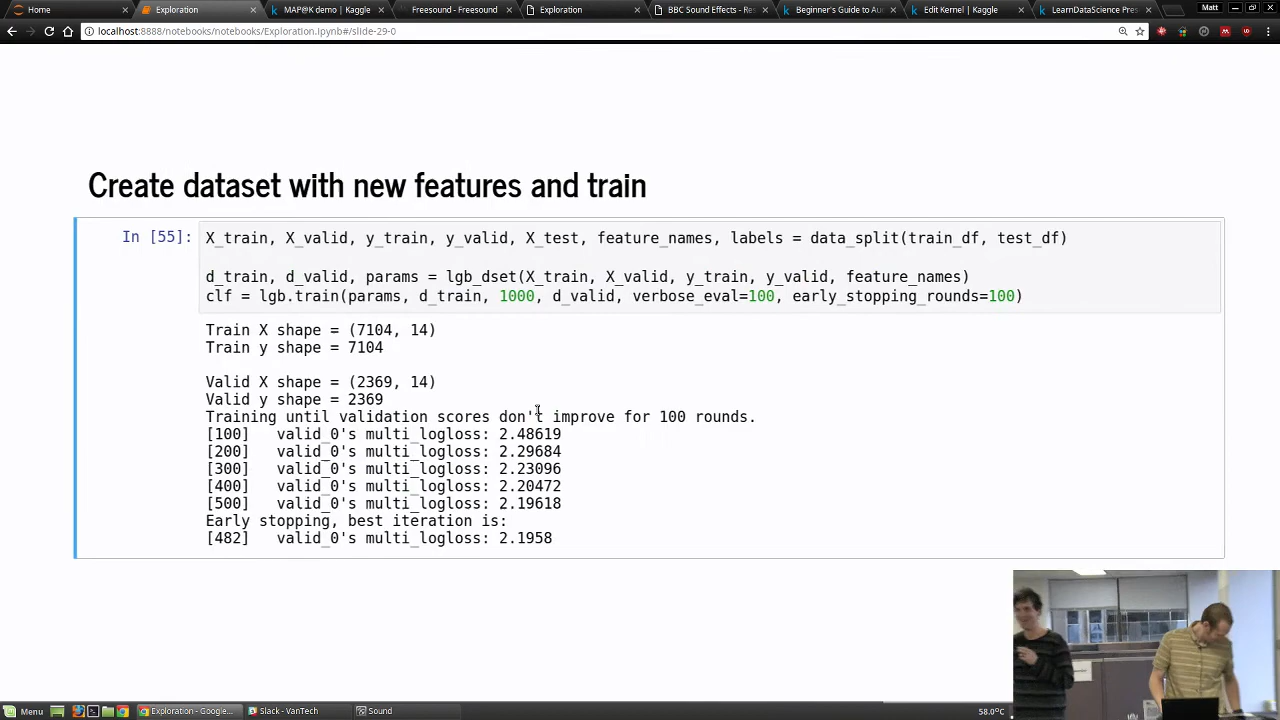 Home
Exploration
MAP@K demo | Kaggle
Freesound - Freesound
Exploration
BBC Sound Effects - Res
Beginner's Guide to Au
Edit Kernel | Kaggle
LearnDataScience Pres
Matt
localhost:8888/notebooks/notebooks/Exploration.ipynb#/slide-29-0
Create dataset with new features and train
In [55]:
X_train, X_valid, y_train, y_valid, X_test, feature_names, labels = data_split(train_df, test_df)
d_train, d_valid, params = lgb_dset(X_train, X_valid, y_train, y_valid, feature_names)
clf = lgb.train(params, d_train, 1000, d_valid, verbose_eval=100, early_stopping_rounds=100)
Train X shape = (7104, 14)
Train y shape = 7104
Valid X shape = (2369, 14)
Valid y shape = 2369
Training until validation scores don't improve for 100 rounds.
[100] valid_0's multi_logloss: 2.48619
[200] valid_0's multi_logloss: 2.29684
[300] valid_0's multi_logloss: 2.23096
[400] valid_0's multi_logloss: 2.20472
[500] valid_0's multi_logloss: 2.19618
Early stopping, best iteration is:
[482] valid_0's multi_logloss: 2.1958
Menu
Exploration - Google...
Slack - VanTech
Sound
58.0°C